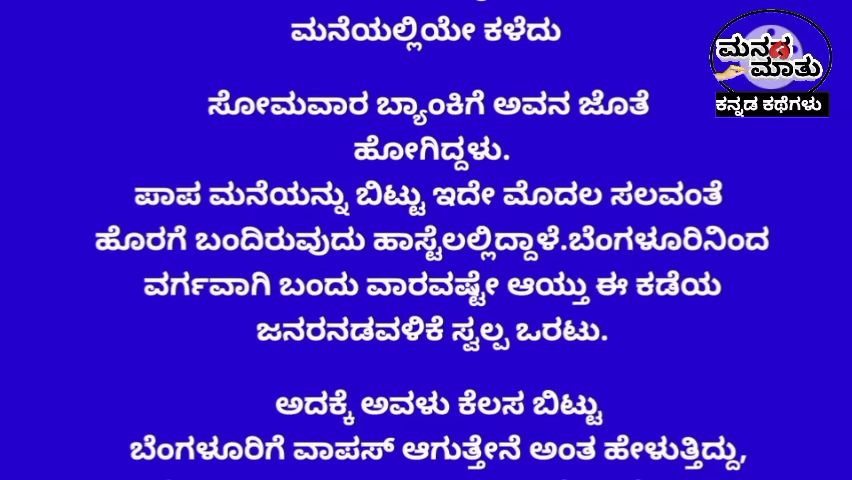 ಮನೆಯಲ್ಲಿಯೇ ಕಳೆದು
ಮನದ
ಮಾತು
ಕನ್ನಡ ಕಥೆಗಳು
ಸೋಮವಾರ ಬ್ಯಾಂಕಿಗೆ ಅವನ ಜೊತೆ
ಹೋಗಿದ್ದಳು.
ಪಾಪ ಮನೆಯನ್ನು ಬಿಟ್ಟು ಇದೇ ಮೊದಲ ಸಲವಂತೆ
ಹೊರಗೆ ಬಂದಿರುವುದು ಹಾಸ್ಟೆಲಲ್ಲಿದ್ದಾಳೆ.ಬೆಂಗಳೂರಿನಿಂದ
ವರ್ಗವಾಗಿ ಬಂದು ವಾರವಷ್ಟೇ ಆಯ್ತು ಈ ಕಡೆಯ
ಜನರನಡವಳಿಕೆ ಸ್ವಲ್ಪ ಒರಟು.
ಅದಕ್ಕೆ ಅವಳು ಕೆಲಸ ಬಿಟ್ಟು
ಬೆಂಗಳೂರಿಗೆ ವಾಪಸ್ ಆಗುತ್ತೇನೆ ಅಂತ ಹೇಳುತ್ತಿದ್ದು,